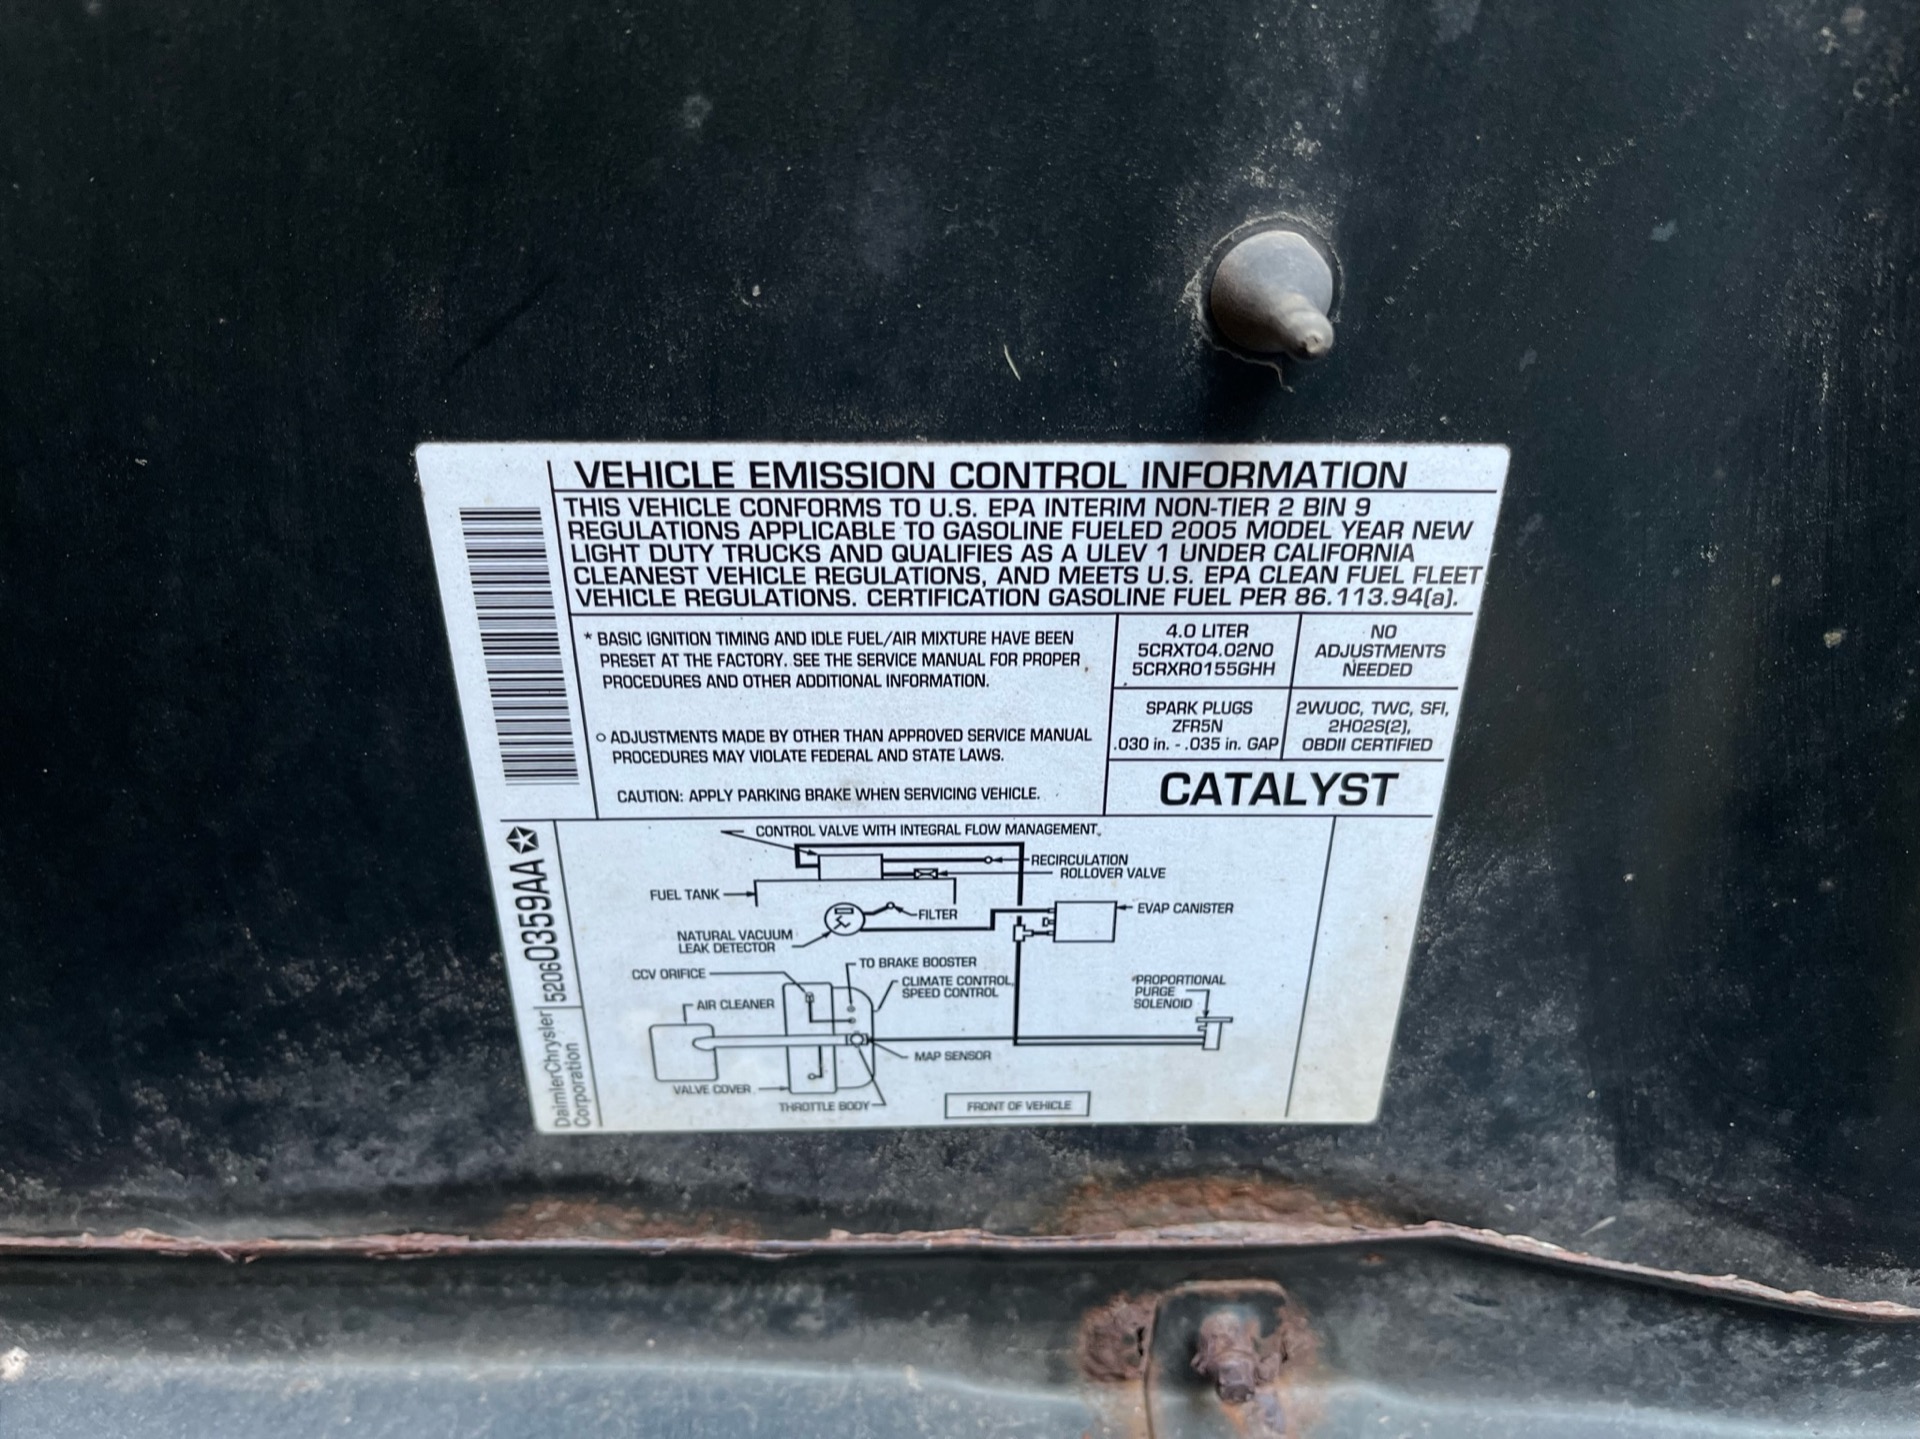 VEHICLE EMISSION CONTROL INFORMATION
THIS VEHICLE CONFORMS TO U.S. EPA INTERIM NON-TIER 2 BIN 9
REGULATIONS APPLICABLE TO GASOLINE FUELED 2005 MODEL YEAR NEW
LIGHT DUTY TRUCKS AND QUALIFIES AS A ULEV 1 UNDER CALIFORNIA
CLEANEST VEHICLE REGULATIONS, AND MEETS U.S. EPA CLEAN FUEL FLEET
VEHICLE REGULATIONS. CERTIFICATION GASOLINE FUEL PER 86.113.94(a).
* BASIC IGNITION TIMING AND IDLE FUEL/AIR MIXTURE HAVE BEEN
PRESET AT THE FACTORY. SEE THE SERVICE MANUAL FOR PROPER
PROCEDURES AND OTHER ADDITIONAL INFORMATION.
o ADJUSTMENTS MADE BY OTHER THAN APPROVED SERVICE MANUAL
PROCEDURES MAY VIOLATE FEDERAL AND STATE LAWS.
CAUTION: APPLY PARKING BRAKE WHEN SERVICING VEHICLE.
4.0 LITER
5CRXT04.02N0
5CRXR0155GHH
NO
ADJUSTMENTS
NEEDED
SPARK PLUGS
ZFR5N
.030 in. - .035 in. GAP
2WUOC, TWC, SFI,
2HO2S(2),
OBDII CERTIFIED
CATALYST
CONTROL VALVE WITH INTEGRAL FLOW MANAGEMENT
RECIRCULATION
ROLLOVER VALVE
FUEL TANK
FILTER
EVAP CANISTER
NATURAL VACUUM
LEAK DETECTOR
CCV ORIFICE
TO BRAKE BOOSTER
CLIMATE CONTROL,
SPEED CONTROL
PROPORTIONAL
PURGE
SOLENOID
AIR CLEANER
MAP SENSOR
VALVE COVER
THROTTLE BODY
FRONT OF VEHICLE
DaimlerChrysler
Corporation
52060359AA